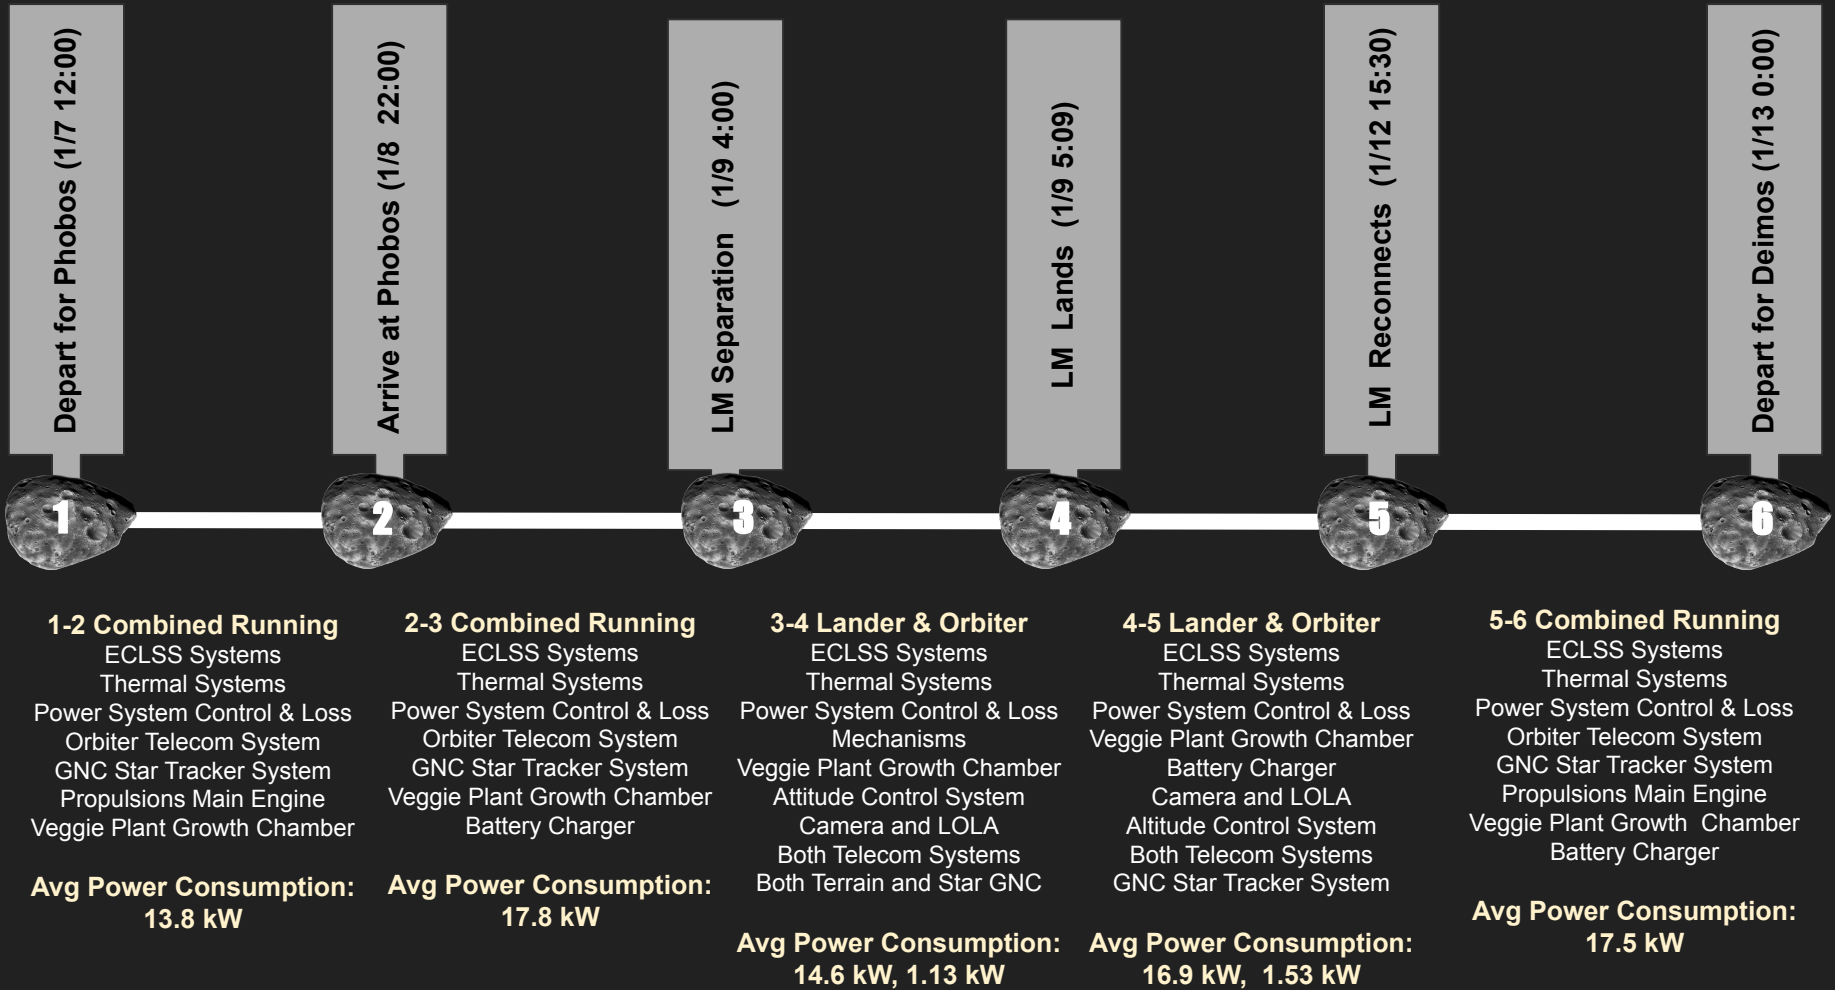 Depart for Phobos (1/7 12:00)
Arrive at Phobos (1/8 22:00)
LM Separation (1/9 4:00)
LM Lands (1/9 5:09)
LM Reconnects (1/12 15:30)
Depart for Deimos (1/13 0:00)
1
2
3
4
5
6
1-2 Combined Running
ECLSS Systems
Thermal Systems
Power System Control & Loss
Orbiter Telecom System
GNC Star Tracker System
Propulsions Main Engine
Veggie Plant Growth Chamber
Avg Power Consumption:
13.8 kW
2-3 Combined Running
ECLSS Systems
Thermal Systems
Power System Control & Loss
Orbiter Telecom System
GNC Star Tracker System
Veggie Plant Growth Chamber
Battery Charger
Avg Power Consumption:
17.8 kW
3-4 Lander & Orbiter
ECLSS Systems
Thermal Systems
Power System Control & Loss
Mechanisms
Veggie Plant Growth Chamber
Attitude Control System
Camera and LOLA
Both Telecom Systems
Both Terrain and Star GNC
Avg Power Consumption:
14.6 kW, 1.13 kW
4-5 Lander & Orbiter
ECLSS Systems
Thermal Systems
Power System Control & Loss
Veggie Plant Growth Chamber
Battery Charger
Camera and LOLA
Altitude Control System
Both Telecom Systems
GNC Star Tracker System
Avg Power Consumption:
16.9 kW, 1.53 kW
5-6 Combined Running
ECLSS Systems
Thermal Systems
Power System Control & Loss
Orbiter Telecom System
GNC Star Tracker System
Propulsions Main Engine
Veggie Plant Growth Chamber
Battery Charger
Avg Power Consumption:
17.5 kW